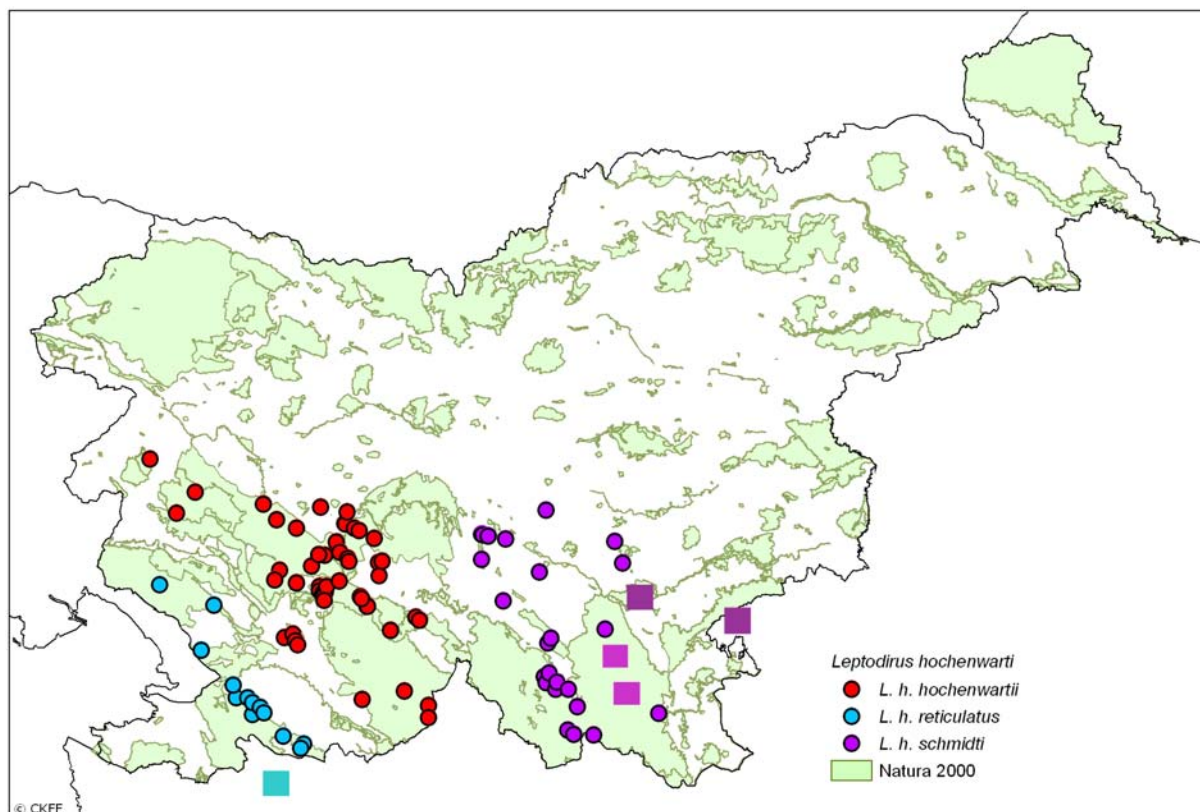 Leptodirus hochenwarti
L. h. hochenwartii
L. h. reticulatus
L. h. schmidti
Natura 2000
© CKFF